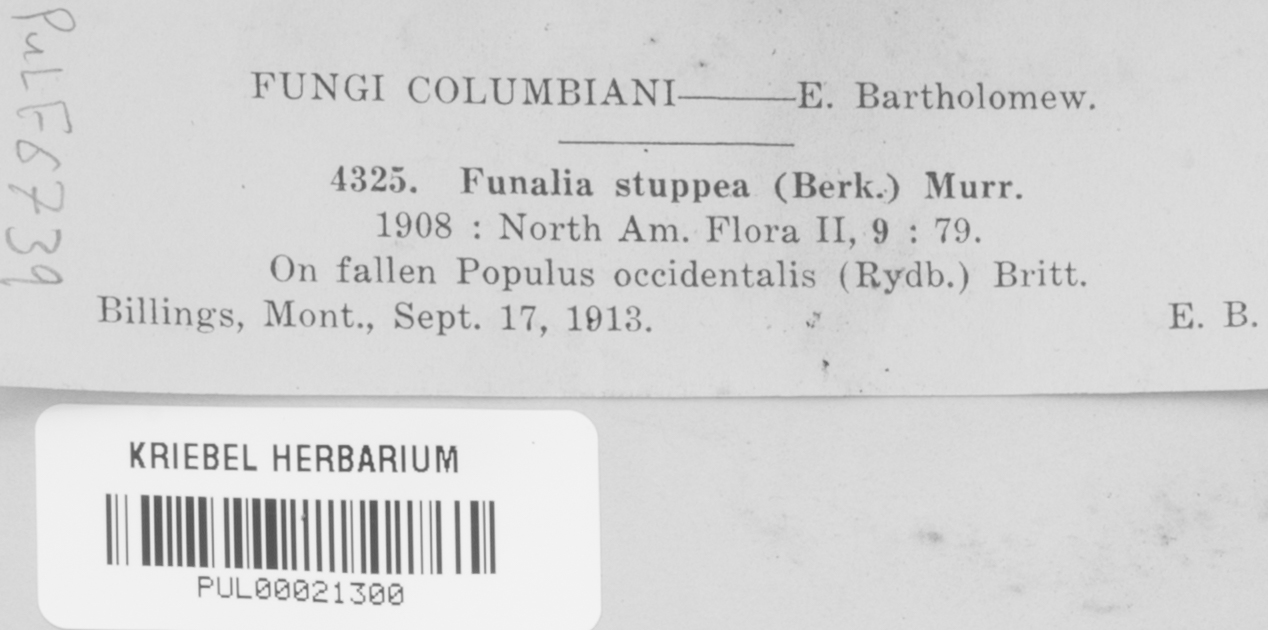 PUL F6739
FUNGI COLUMBIANI——E. Bartholomew.
4325. Funalia stuppea (Berk.) Murr.
1908 : North Am. Flora II, 9 : 79.
On fallen Populus occidentalis (Rydb.) Britt.
Billings, Mont., Sept. 17, 1913. E. B.
KRIEBEL HERBARIUM
PUL00021300